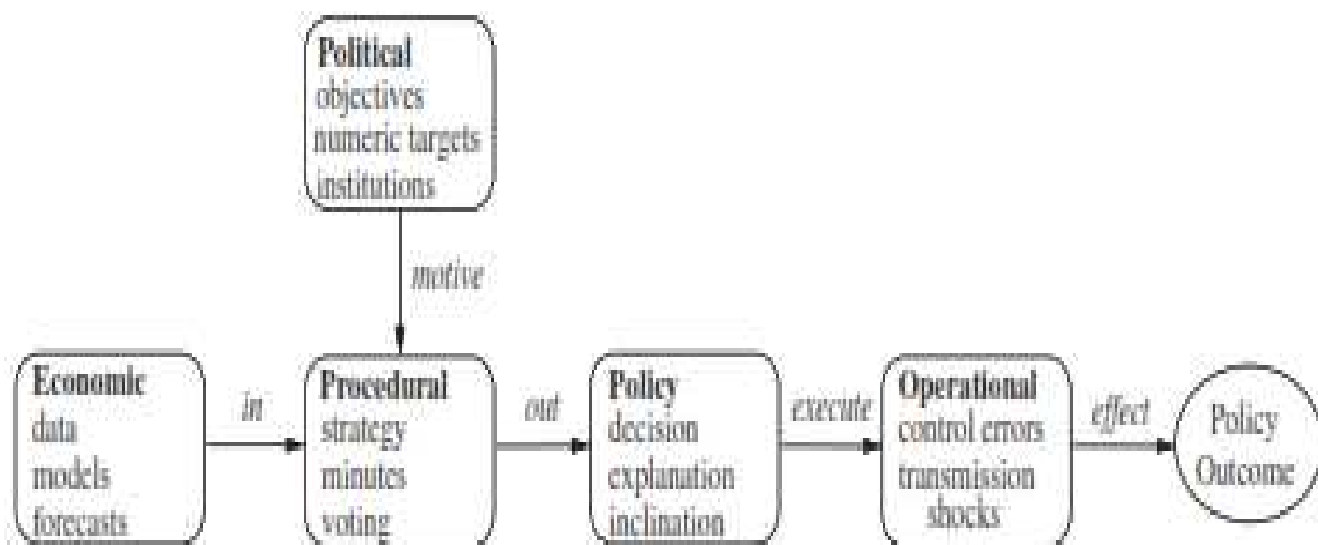 Political
objectives
numeric targets
institutions
motive
Economic
data
models
forecasts
in
Procedural
strategy
minutes
voting
out
Policy
decision
explanation
inclination
execute
Operational
control errors
transmission
shocks
effect
Policy
Outcome